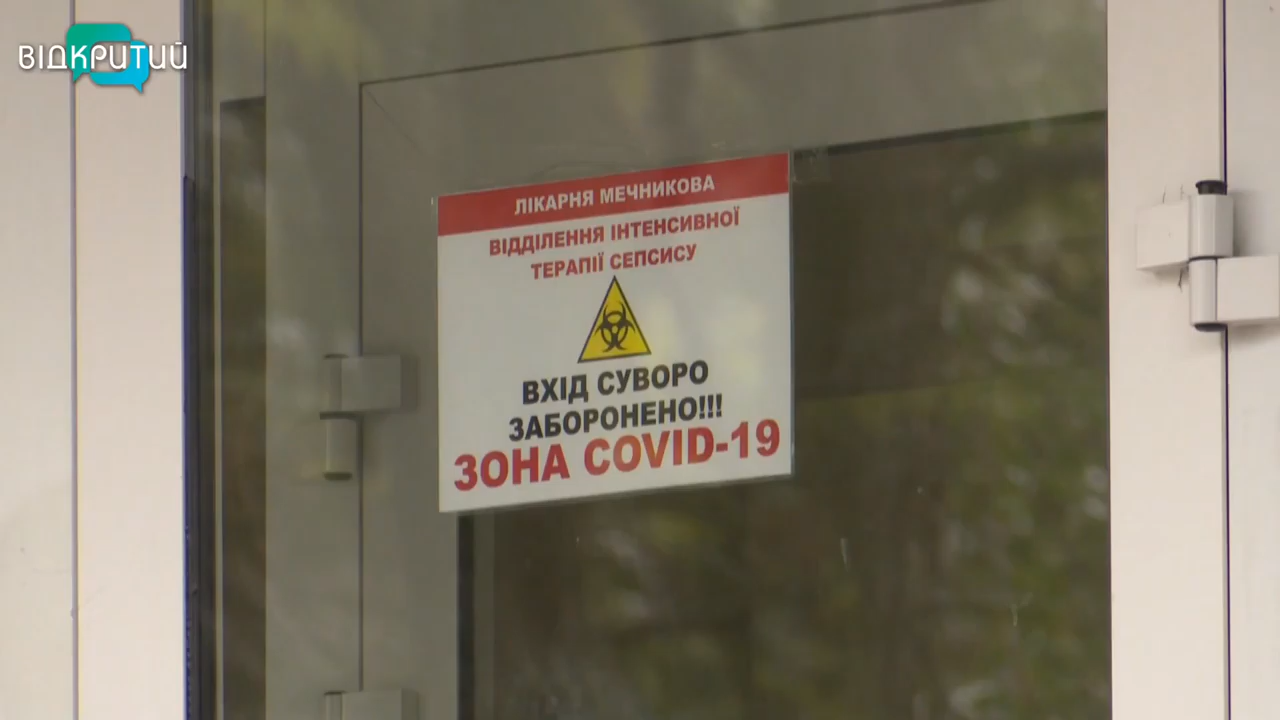 ВІДКРИТИЙ
ЛІКАРНЯ МЕЧНИКОВА
ВІДДІЛЕННЯ ІНТЕНСИВНОЇ
ТЕРАПІЇ СЕПСИСУ
ВХІД СУВОРО
ЗАБОРОНЕНО!!!
ЗОНА COVID-19